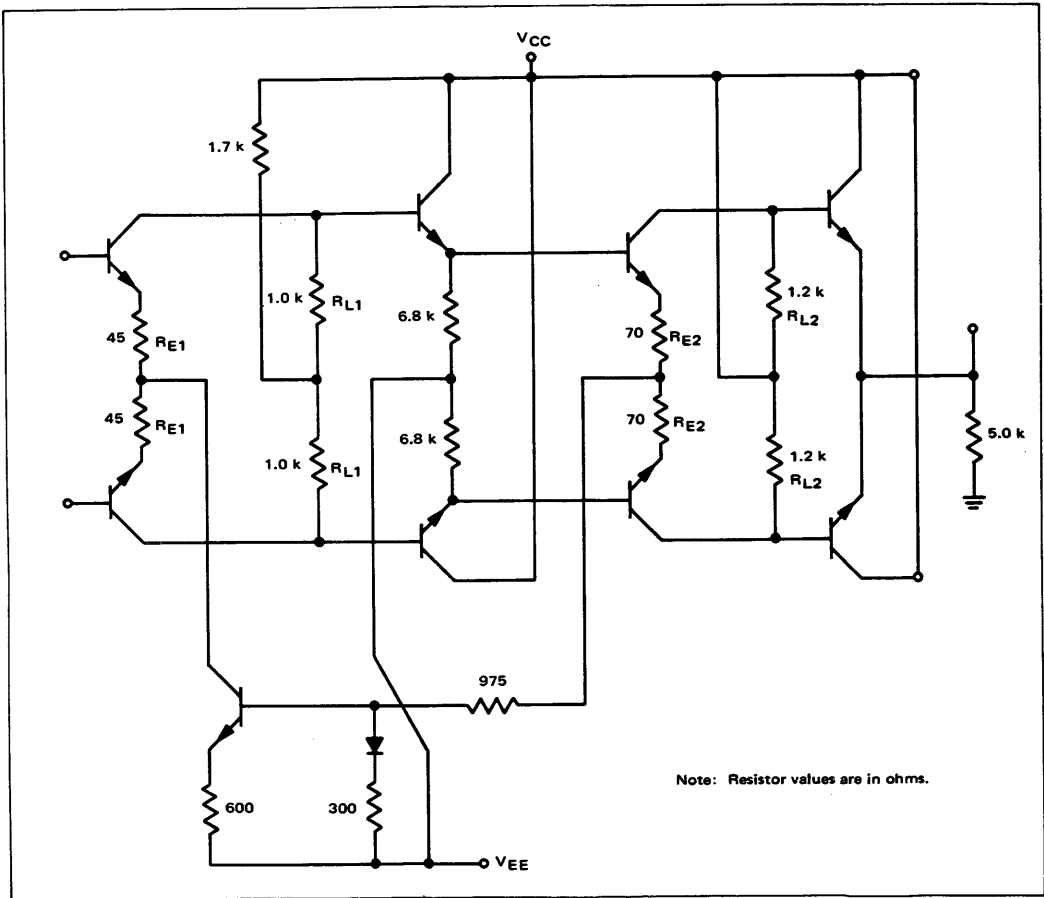 VCC
1.7 k
1.0 k RL1
6.8 k
1.2 k
RL2
45 RE1
70 RE2
45 RE1
1.0 k RL1
6.8 k
70 RE2
1.2 k
RL2
5.0 k
975
600
300
Note: Resistor values are in ohms.
VEE